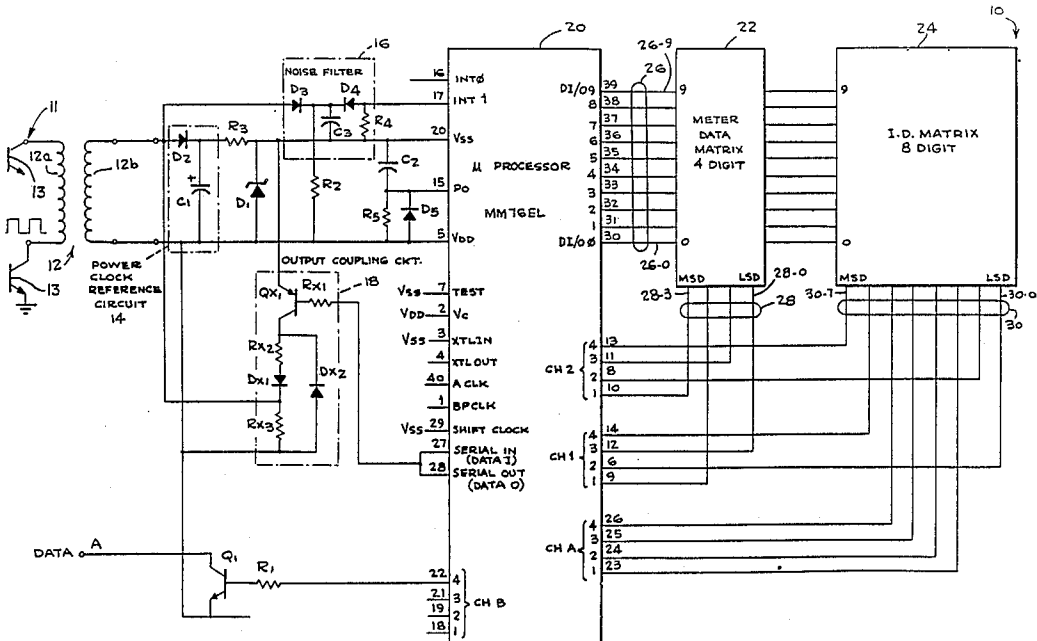 10
20
22
24
16
NOISE FILTER
D3
D4
C3
R4
16 INTØ
17 INT 1
20 VSS
15 PO
5 VDD
μ PROCESSOR
MM76EL
11
12a
12b
13
13
12
D2
R3
C1
+
D1
R2
C2
R5
D5
POWER
CLOCK
REFERENCE
CIRCUIT
14
OUTPUT COUPLING CKT.
18
QX1
RX1
RX2
DX1
DX2
RX3
VSS 7 TEST
VDD 2 VC
VSS 3 XTLIN
4 XTLOUT
40 A CLK
1 BPCLK
VSS 29 SHIFT CLOCK
27 SERIAL IN
(DATA I)
28 SERIAL OUT
(DATA O)
DATA A
Q1
R1
22 4
21 3
19 2
18 1
CH B
26
26-9
DI/O9 39
8 38
7 37
6 36
5 35
4 34
3 33
2 32
1 31
DI/OØ 30
26-0
9
METER
DATA
MATRIX
4 DIGIT
0
MSD LSD
28-3
28-0
28
9
I.D. MATRIX
8 DIGIT
0
MSD LSD
30-7
30-0
30
CH 2
4 13
3 11
2 8
1 10
CH 1
4 14
3 12
2 6
1 9
CH A
4 26
3 25
2 24
1 23